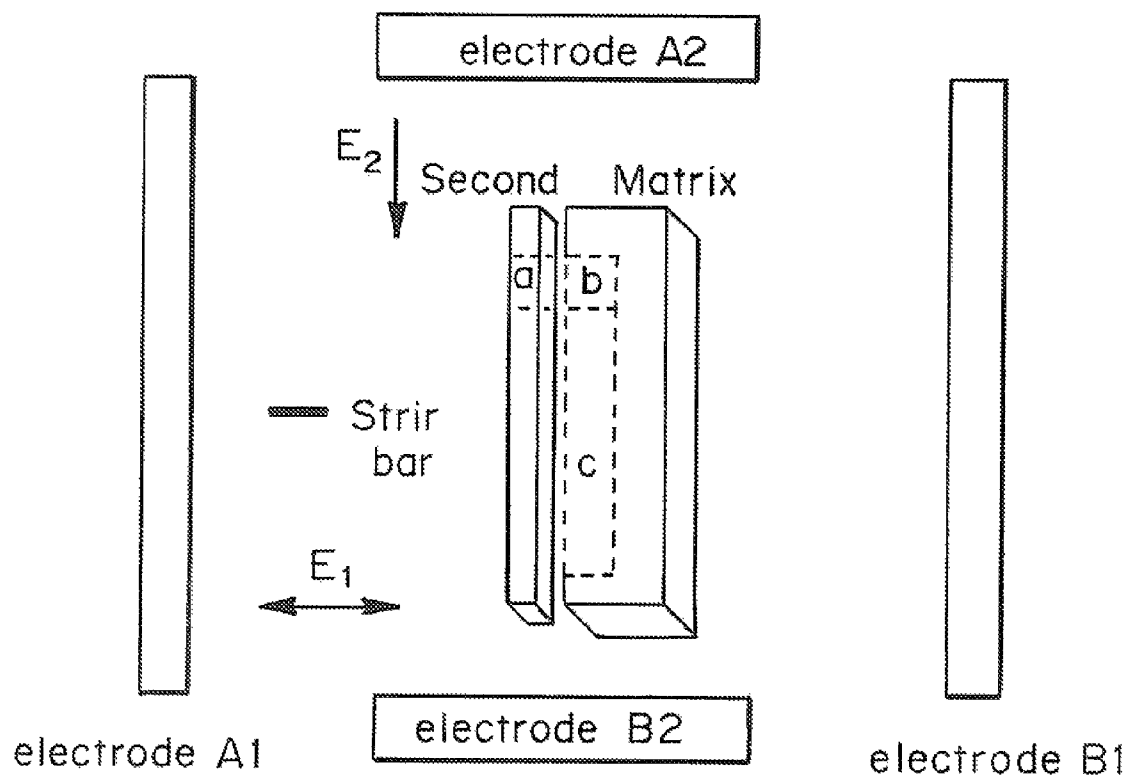 electrode A2
E2
Second Matrix
a b
Strir
bar
c
E1
electrode B2
electrode A1
electrode B1